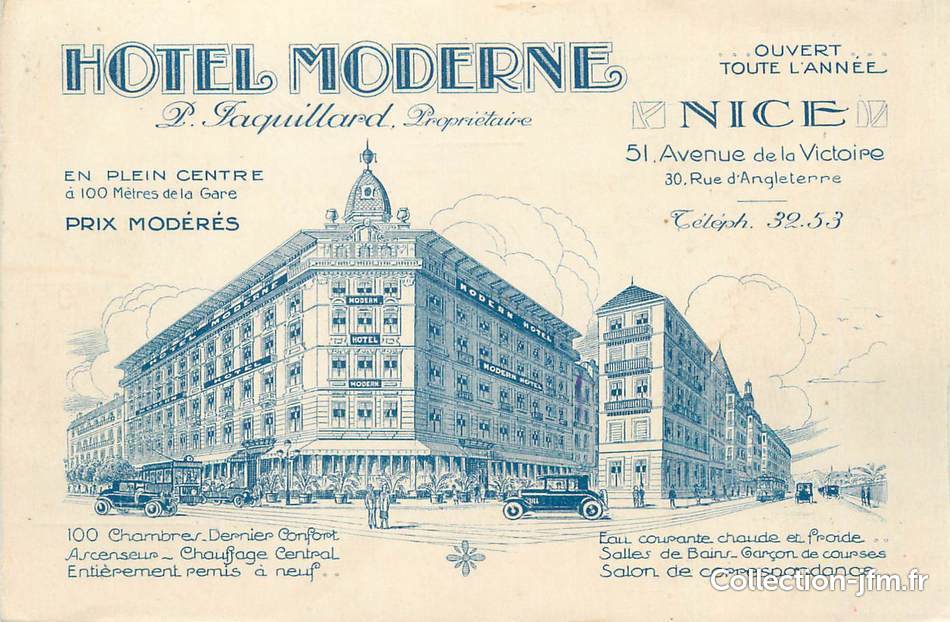 HOTEL MODERNE
P. Jaquillard, Propriétaire
EN PLEIN CENTRE
à 100 Mètres de la Gare
PRIX MODÉRÉS
... OUVERT ...
TOUTE L'ANNÉE
NICE
51, Avenue de la Victoire
30, Rue d'Angleterre
Téléph. 32.53
HOTEL MODERNE
HOTEL
MODERN
HOTEL
MODERN
MODERN HOTEL
MODERN HOTEL
100 Chambres - Dernier Confort
Ascenseur - Chauffage Central
Entièrement remis à neuf..
Eau courante chaude et froide ..
Salles de Bains - Garçon de courses
Salon de correspondance
Collection-jfm.fr